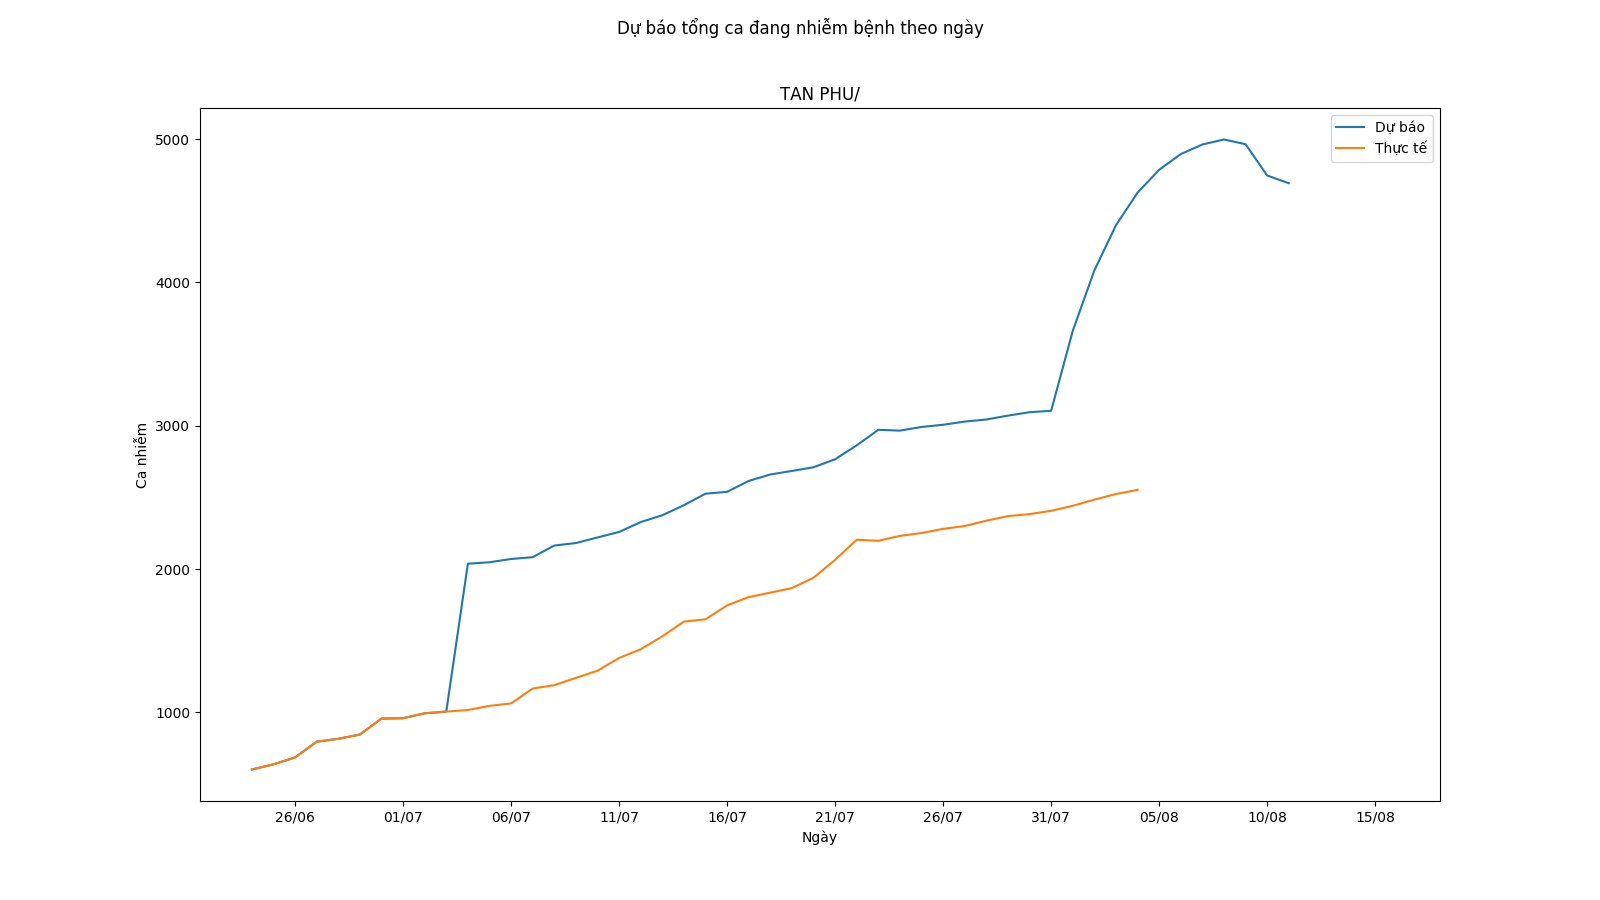 Dự báo tổng ca đang nhiễm bệnh theo ngày
TAN PHU/
Dự báo
Thực tế
5000
4000
3000
2000
1000
Ca nhiễm
26/06 01/07 06/07 11/07 16/07 21/07 26/07 31/07 05/08 10/08 15/08
Ngày